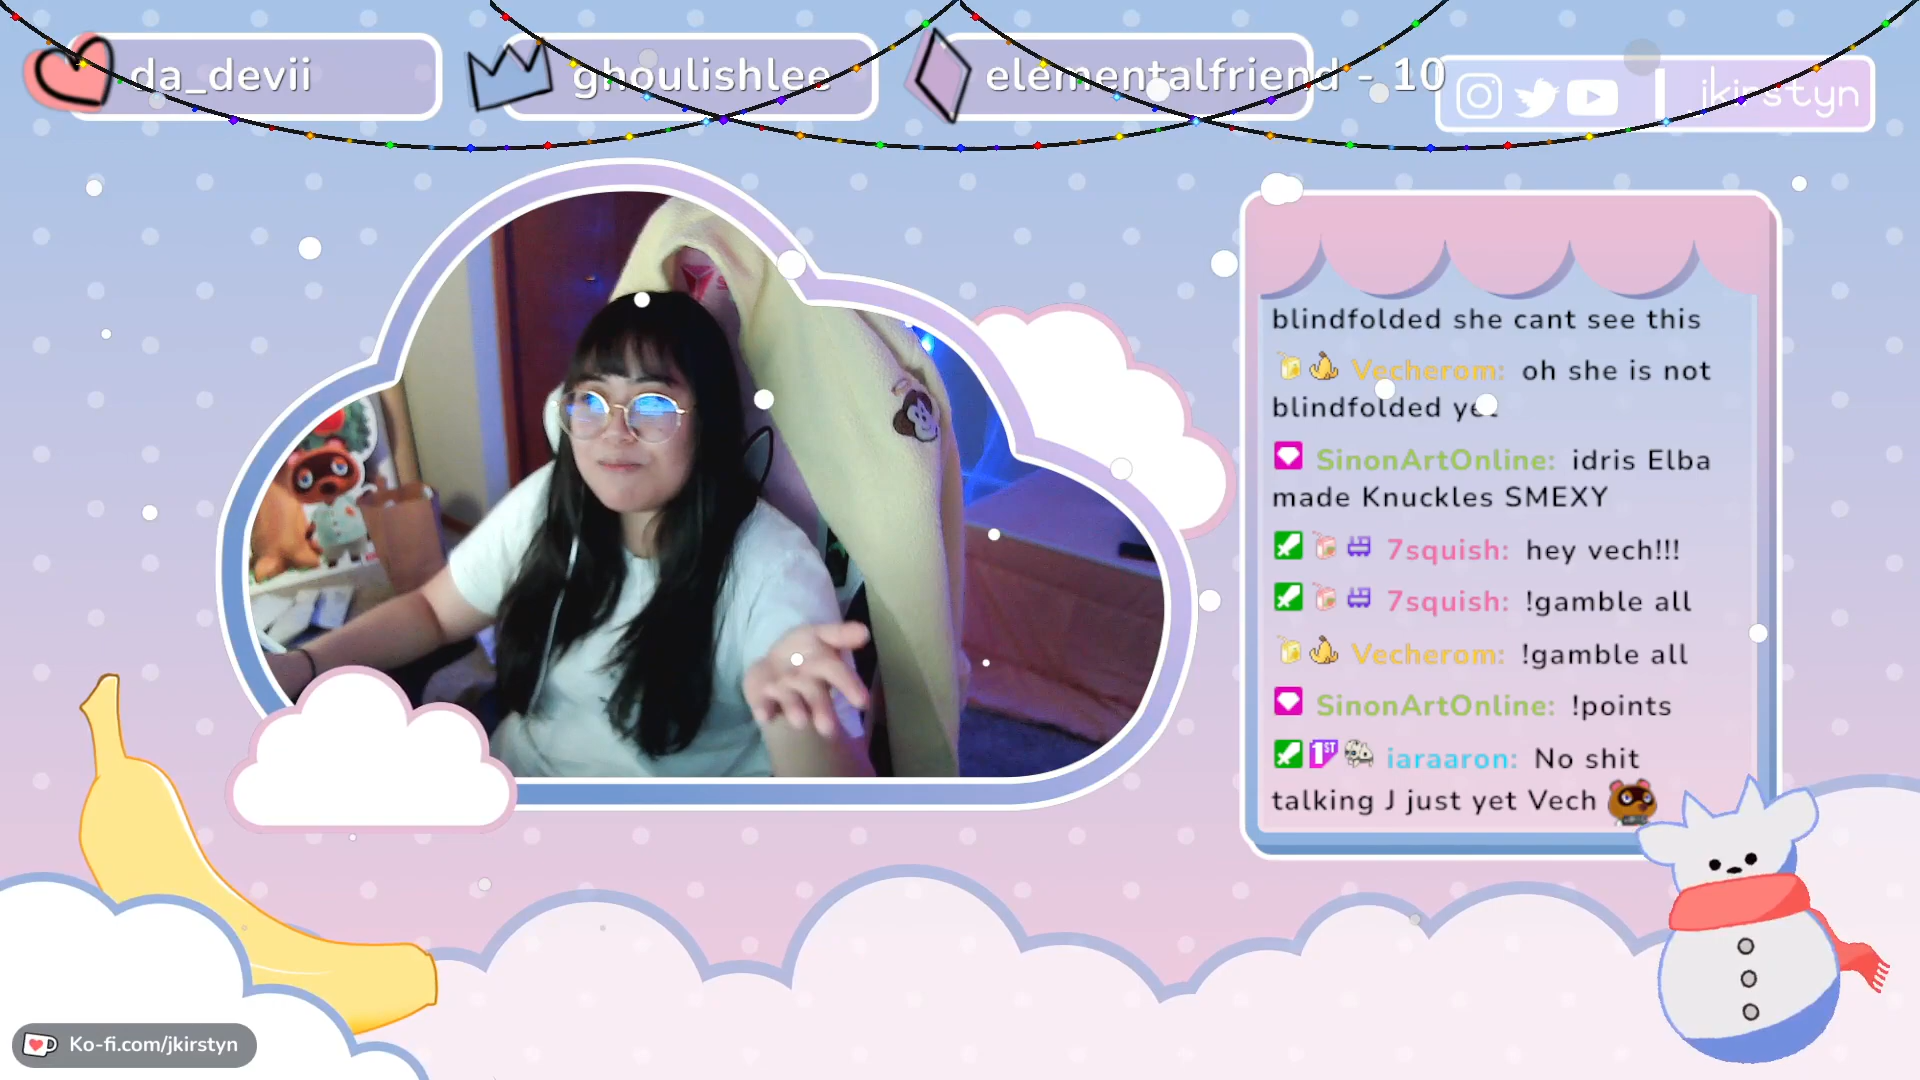 da_devii
ghoulishlee
elementalfriend - 10
jkirstyn
blindfolded she cant see this
Vecherom: oh she is not
blindfolded yet
SinonArtOnline: idris Elba
made Knuckles SMEXY
7squish: hey vech!!!
7squish: !gamble all
Vecherom: !gamble all
SinonArtOnline: !points
1ST iaraaron: No shit
talking J just yet Vech
Ko-fi.com/jkirstyn